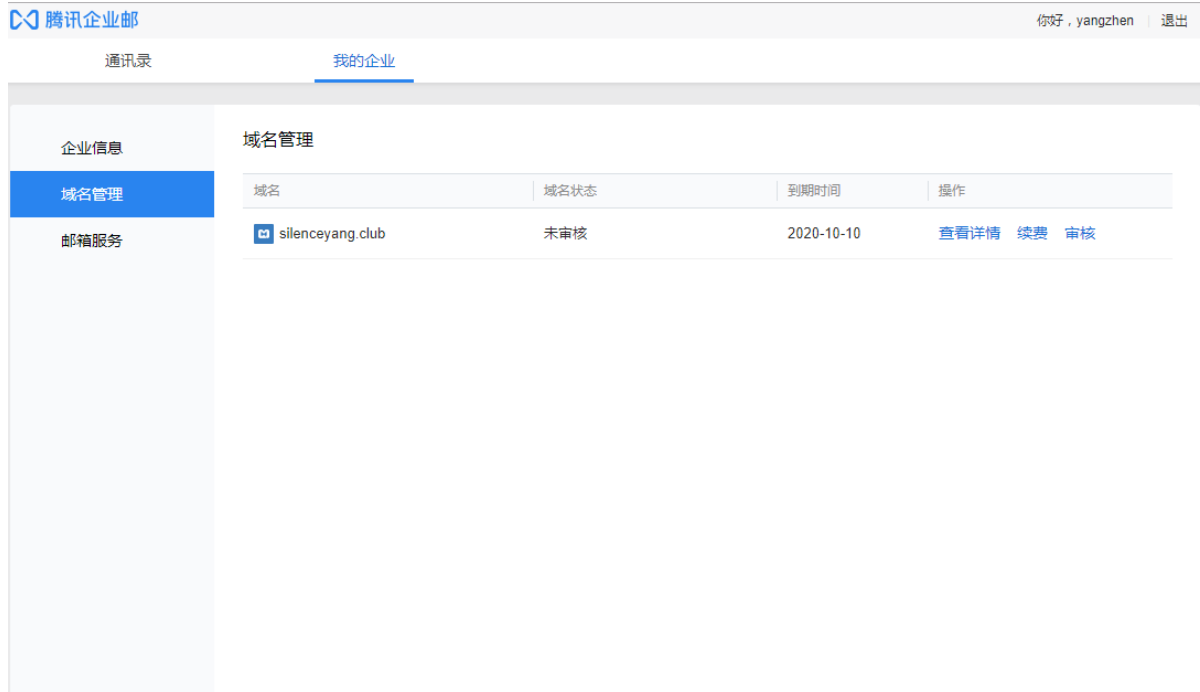 腾讯企业邮 你好，yangzhen 退出
通讯录 我的企业
企业信息
域名管理
邮箱服务
域名管理
域名 域名状态 到期时间 操作
silenceyang.club 未审核 2020-10-10 查看详情 续费 审核